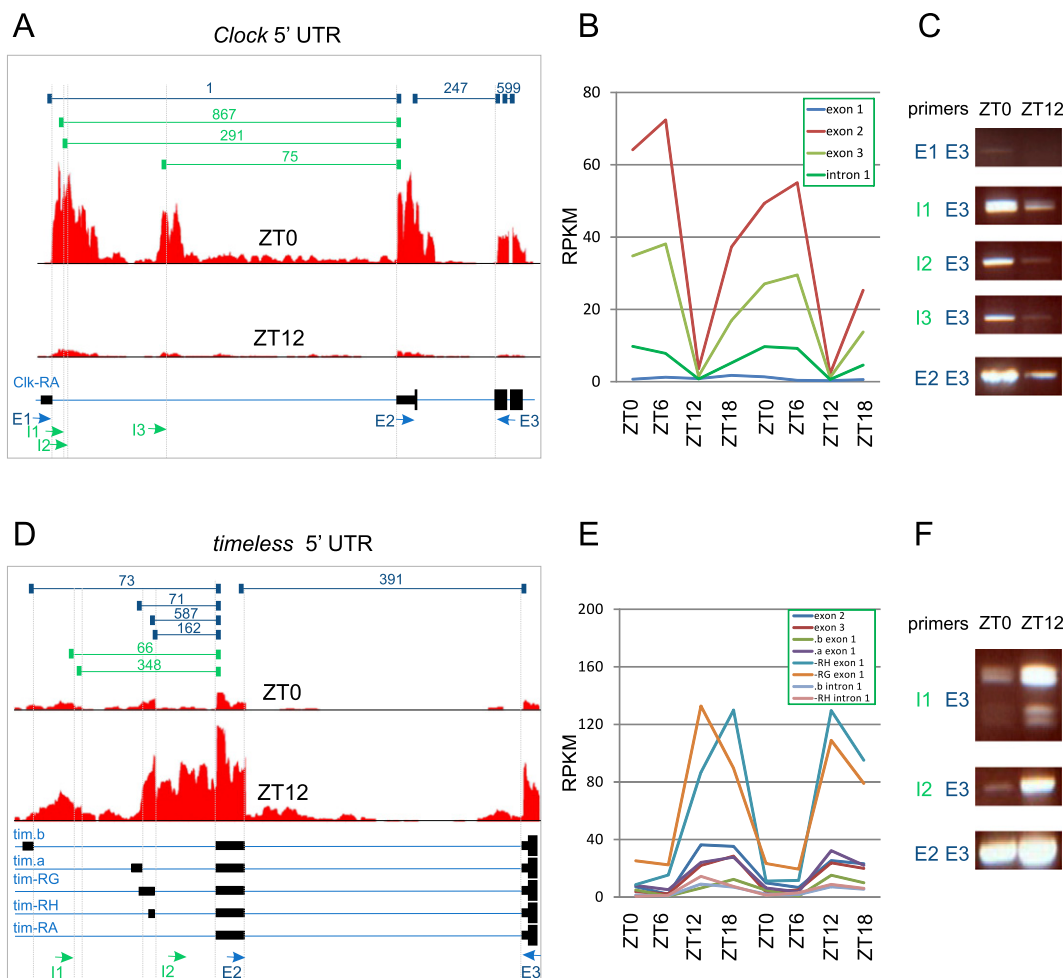 A
Clock 5' UTR
1
247
599
867
291
75
ZT0
ZT12
Clk-RA
E1
I1
I2
I3
E2
E3
B
RPKM
80
60
40
20
0
exon 1
exon 2
exon 3
intron 1
ZT0 ZT6 ZT12 ZT18 ZT0 ZT6 ZT12 ZT18
C
primers ZT0 ZT12
E1 E3
I1 E3
I2 E3
I3 E3
E2 E3
D
timeless 5' UTR
73
391
71
587
162
66
348
ZT0
ZT12
tim.b
tim.a
tim-RG
tim-RH
tim-RA
I1
I2
E2
E3
E
RPKM
200
160
120
80
40
0
exon 2
exon 3
.b exon 1
.a exon 1
-RH exon 1
-RG exon 1
.b intron 1
-RH intron 1
ZT0 ZT6 ZT12 ZT18 ZT0 ZT6 ZT12 ZT18
F
primers ZT0 ZT12
I1 E3
I2 E3
E2 E3